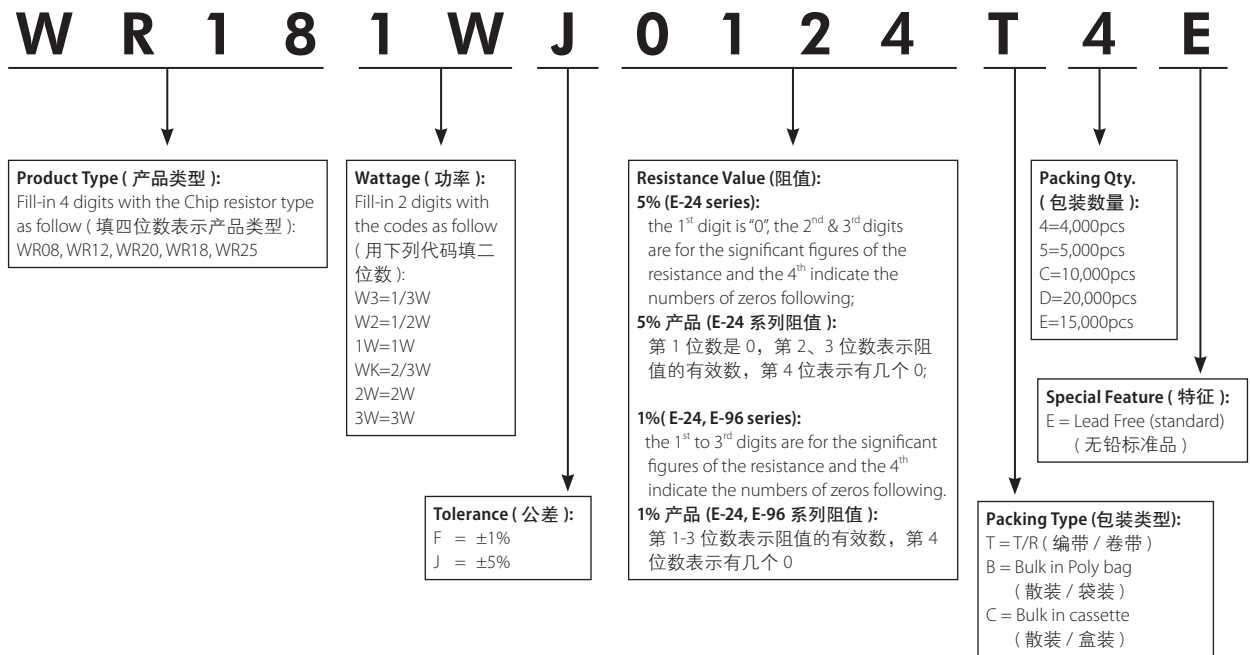 W R 1 8 1 W J 0 1 2 4 T 4 E
Product Type ( 产品类型 ):
Fill-in 4 digits with the Chip resistor type
as follow ( 填四位数表示产品类型 ):
WR08, WR12, WR20, WR18, WR25
Wattage ( 功率 ):
Fill-in 2 digits with
the codes as follow
( 用下列代码填二
位数 ):
W3=1/3W
W2=1/2W
1W=1W
WK=2/3W
2W=2W
3W=3W
Tolerance ( 公差 ):
F = ±1%
J = ±5%
Resistance Value (阻值):
5% (E-24 series):
the 1st digit is “0”, the 2nd & 3rd digits
are for the significant figures of the
resistance and the 4th indicate the
numbers of zeros following;
5% 产品 (E-24 系列阻值 ):
第 1 位数是 0，第 2、3 位数表示阻
值的有效数，第 4 位表示有几个 0;
1%( E-24, E-96 series):
the 1st to 3rd digits are for the significant
figures of the resistance and the 4th
indicate the numbers of zeros following.
1% 产品 (E-24, E-96 系列阻值 ):
第 1-3 位数表示阻值的有效数，第 4
位数表示有几个 0
Packing Qty.
( 包装数量 ):
4=4,000pcs
5=5,000pcs
C=10,000pcs
D=20,000pcs
E=15,000pcs
Special Feature ( 特征 ):
E = Lead Free (standard)
( 无铅标准品 )
Packing Type (包装类型):
T = T/R ( 编带 / 卷带 )
B = Bulk in Poly bag
( 散装 / 袋装 )
C = Bulk in cassette
( 散装 / 盒装 )